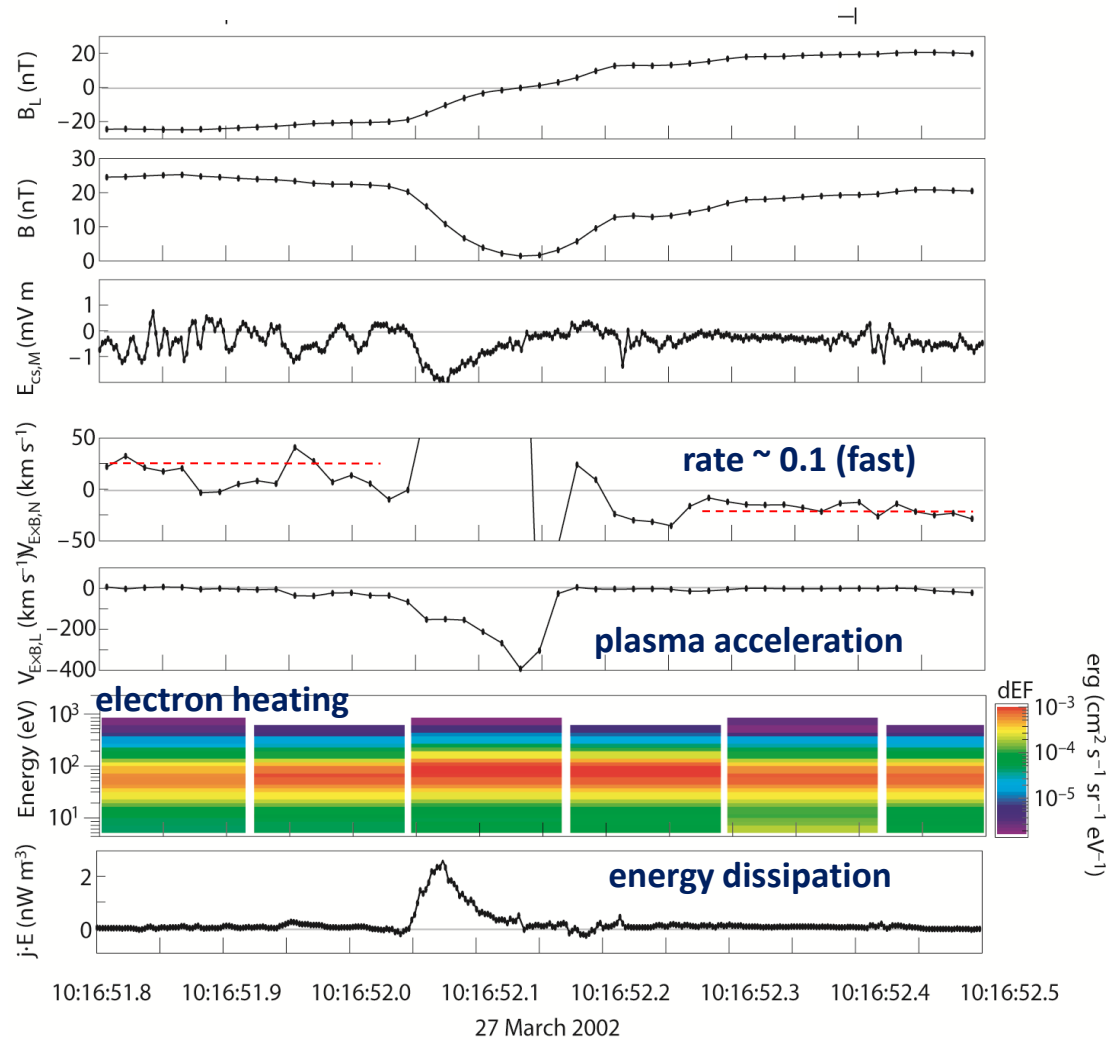 B_L (nT)
20
0
−20
B (nT)
30
20
10
0
E_cs,M (mV m
1
0
−1
V_E×B,N (km s⁻¹)
50
0
−50
rate ~ 0.1 (fast)
V_E×B,L (km s⁻¹)
0
−200
−400
plasma acceleration
electron heating
Energy (eV)
10³
10²
10¹
dEF
10⁻³
10⁻⁴
10⁻⁵
erg (cm² s⁻¹ sr⁻¹ eV⁻¹)
j·E (nW m³)
2
0
energy dissipation
10:16:51.8 10:16:51.9 10:16:52.0 10:16:52.1 10:16:52.2 10:16:52.3 10:16:52.4 10:16:52.5
27 March 2002